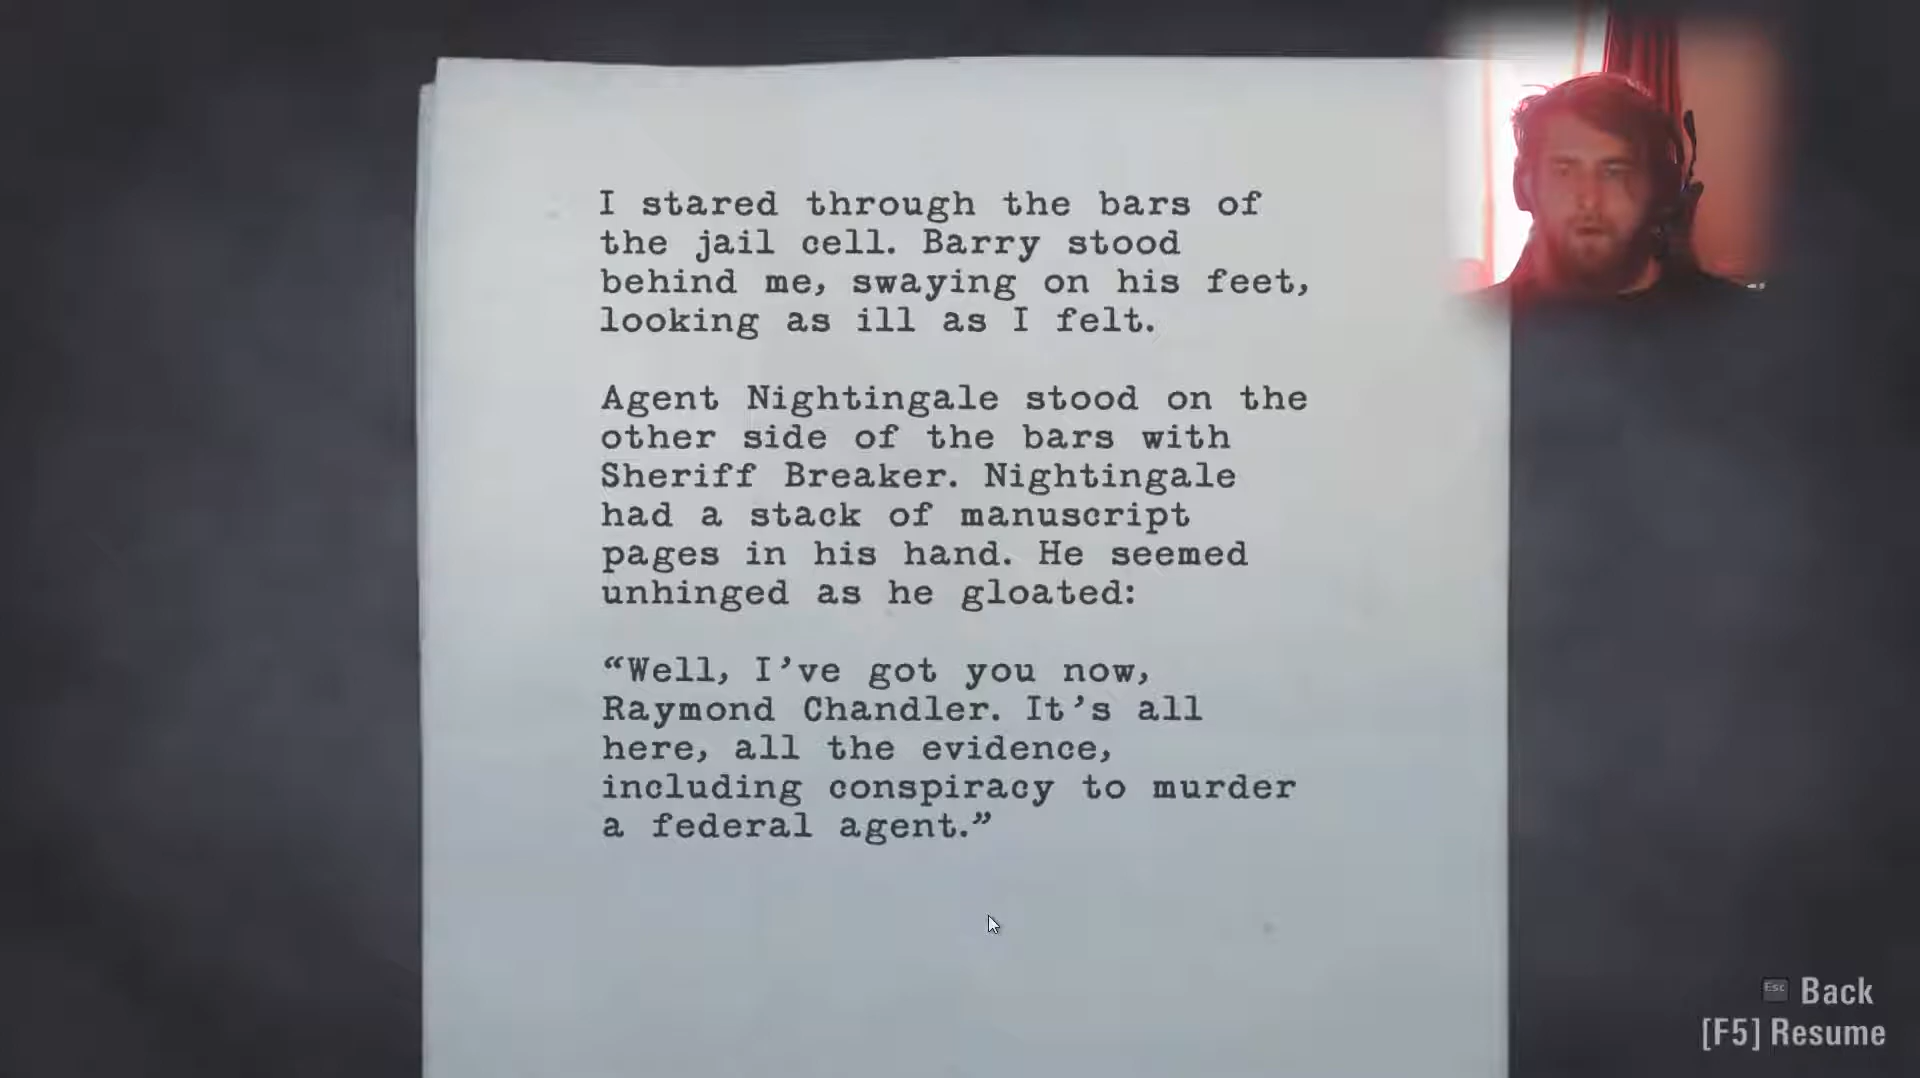 I stared through the bars of
the jail cell. Barry stood
behind me, swaying on his feet,
looking as ill as I felt.
Agent Nightingale stood on the
other side of the bars with
Sheriff Breaker. Nightingale
had a stack of manuscript
pages in his hand. He seemed
unhinged as he gloated:
“Well, I’ve got you now,
Raymond Chandler. It’s all
here, all the evidence,
including conspiracy to murder
a federal agent.”
Esc Back
[F5] Resume